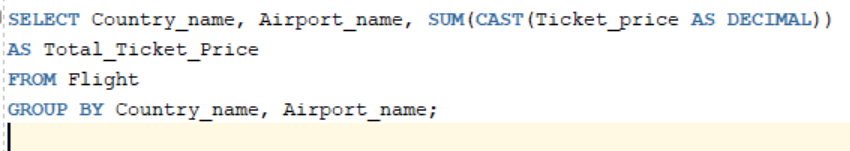 SELECT Country_name, Airport_name, SUM(CAST(Ticket_price AS DECIMAL))
AS Total_Ticket_Price
FROM Flight
GROUP BY Country_name, Airport_name;